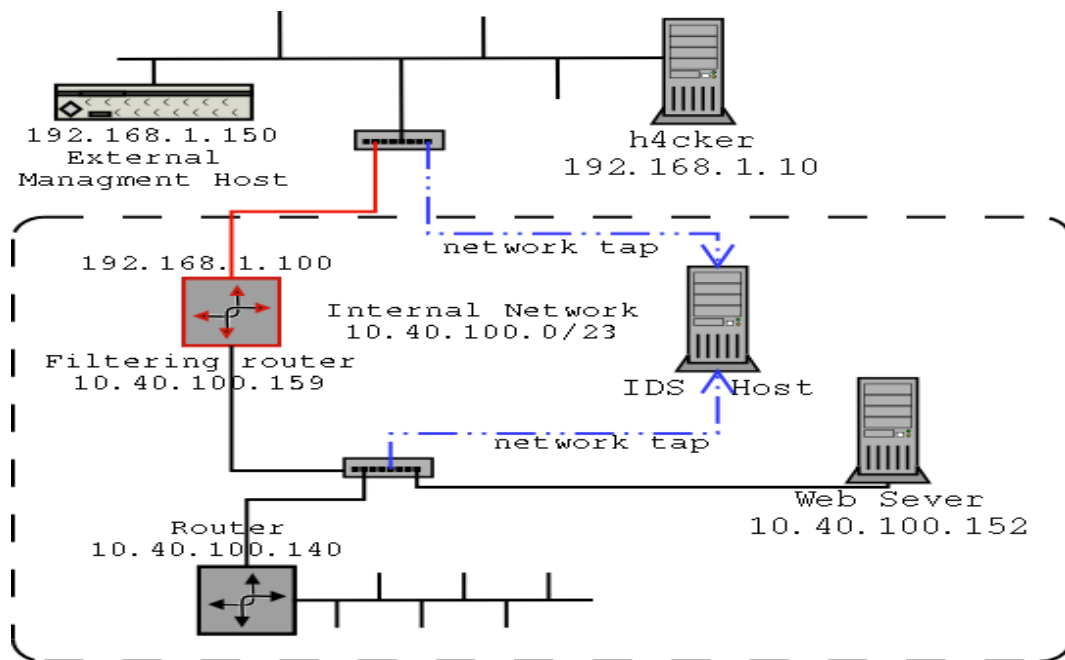 192.168.1.150
External
Managment Host
h4cker
192.168.1.10
network tap
192.168.1.100
Internal Network
10.40.100.0/23
Filtering router
10.40.100.159
IDS Host
network tap
Web Sever
10.40.100.152
Router
10.40.100.140